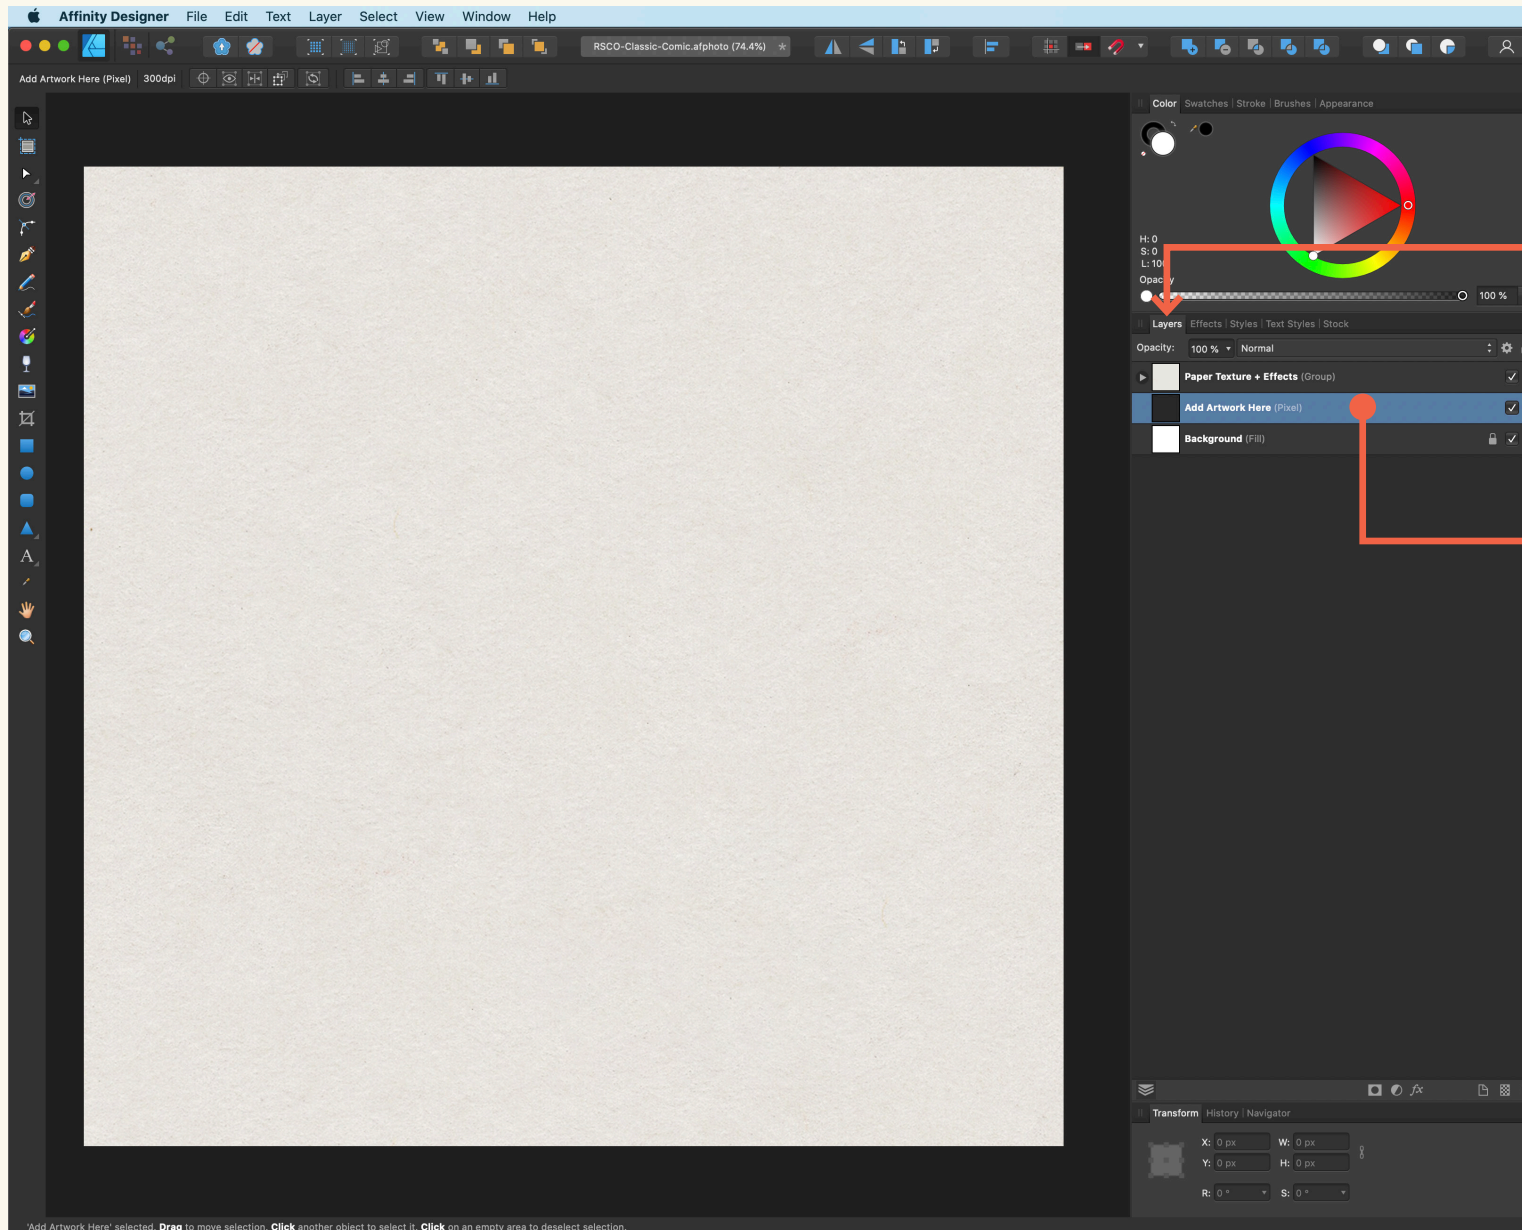 Affinity Designer File Edit Text Layer Select View Window Help
RSCO-Classic-Comic.afphoto (74.4%)
Add Artwork Here (Pixel) 300dpi
Color Swatches Stroke Brushes Appearance
H: 0
S: 0
L: 100
Opacity
100 %
Layers Effects Styles Text Styles Stock
Opacity: 100 % Normal
Paper Texture + Effects (Group)
Add Artwork Here (Pixel)
Background (Fill)
A
fx
Transform History Navigator
X: 0 px W: 0 px
Y: 0 px H: 0 px
R: 0 ° S: 0 °
'Add Artwork Here' selected. Drag to move selection. Click another object to select it. Click on an empty area to deselect selection.